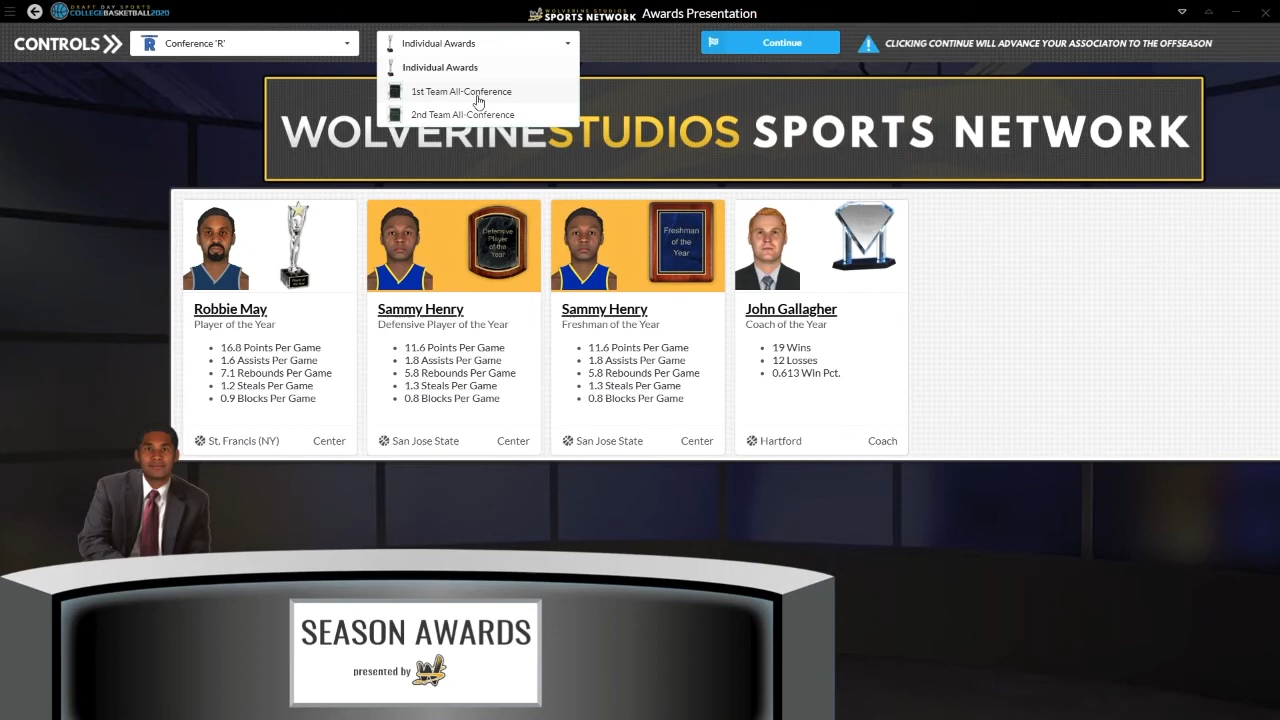 DRAFT DAY SPORTS
COLLEGE BASKETBALL 2020
WOLVERINE STUDIOS
SPORTS NETWORK
Awards Presentation
CONTROLS
Conference 'R'
Individual Awards
Continue
CLICKING CONTINUE WILL ADVANCE YOUR ASSOCIATON TO THE OFFSEASON
Individual Awards
1st Team All-Conference
2nd Team All-Conference
WOLVERINESTUDIOS SPORTS NETWORK
Player of the Year
Robbie May
Player of the Year
16.8 Points Per Game
1.6 Assists Per Game
7.1 Rebounds Per Game
1.2 Steals Per Game
0.9 Blocks Per Game
St. Francis (NY) Center
Defensive
Player
of the
Year
Sammy Henry
Defensive Player of the Year
11.6 Points Per Game
1.8 Assists Per Game
5.8 Rebounds Per Game
1.3 Steals Per Game
0.8 Blocks Per Game
San Jose State Center
Freshman
of the
Year
Sammy Henry
Freshman of the Year
11.6 Points Per Game
1.8 Assists Per Game
5.8 Rebounds Per Game
1.3 Steals Per Game
0.8 Blocks Per Game
San Jose State Center
John Gallagher
Coach of the Year
19 Wins
12 Losses
0.613 Win Pct.
Hartford Coach
SEASON AWARDS
presented by